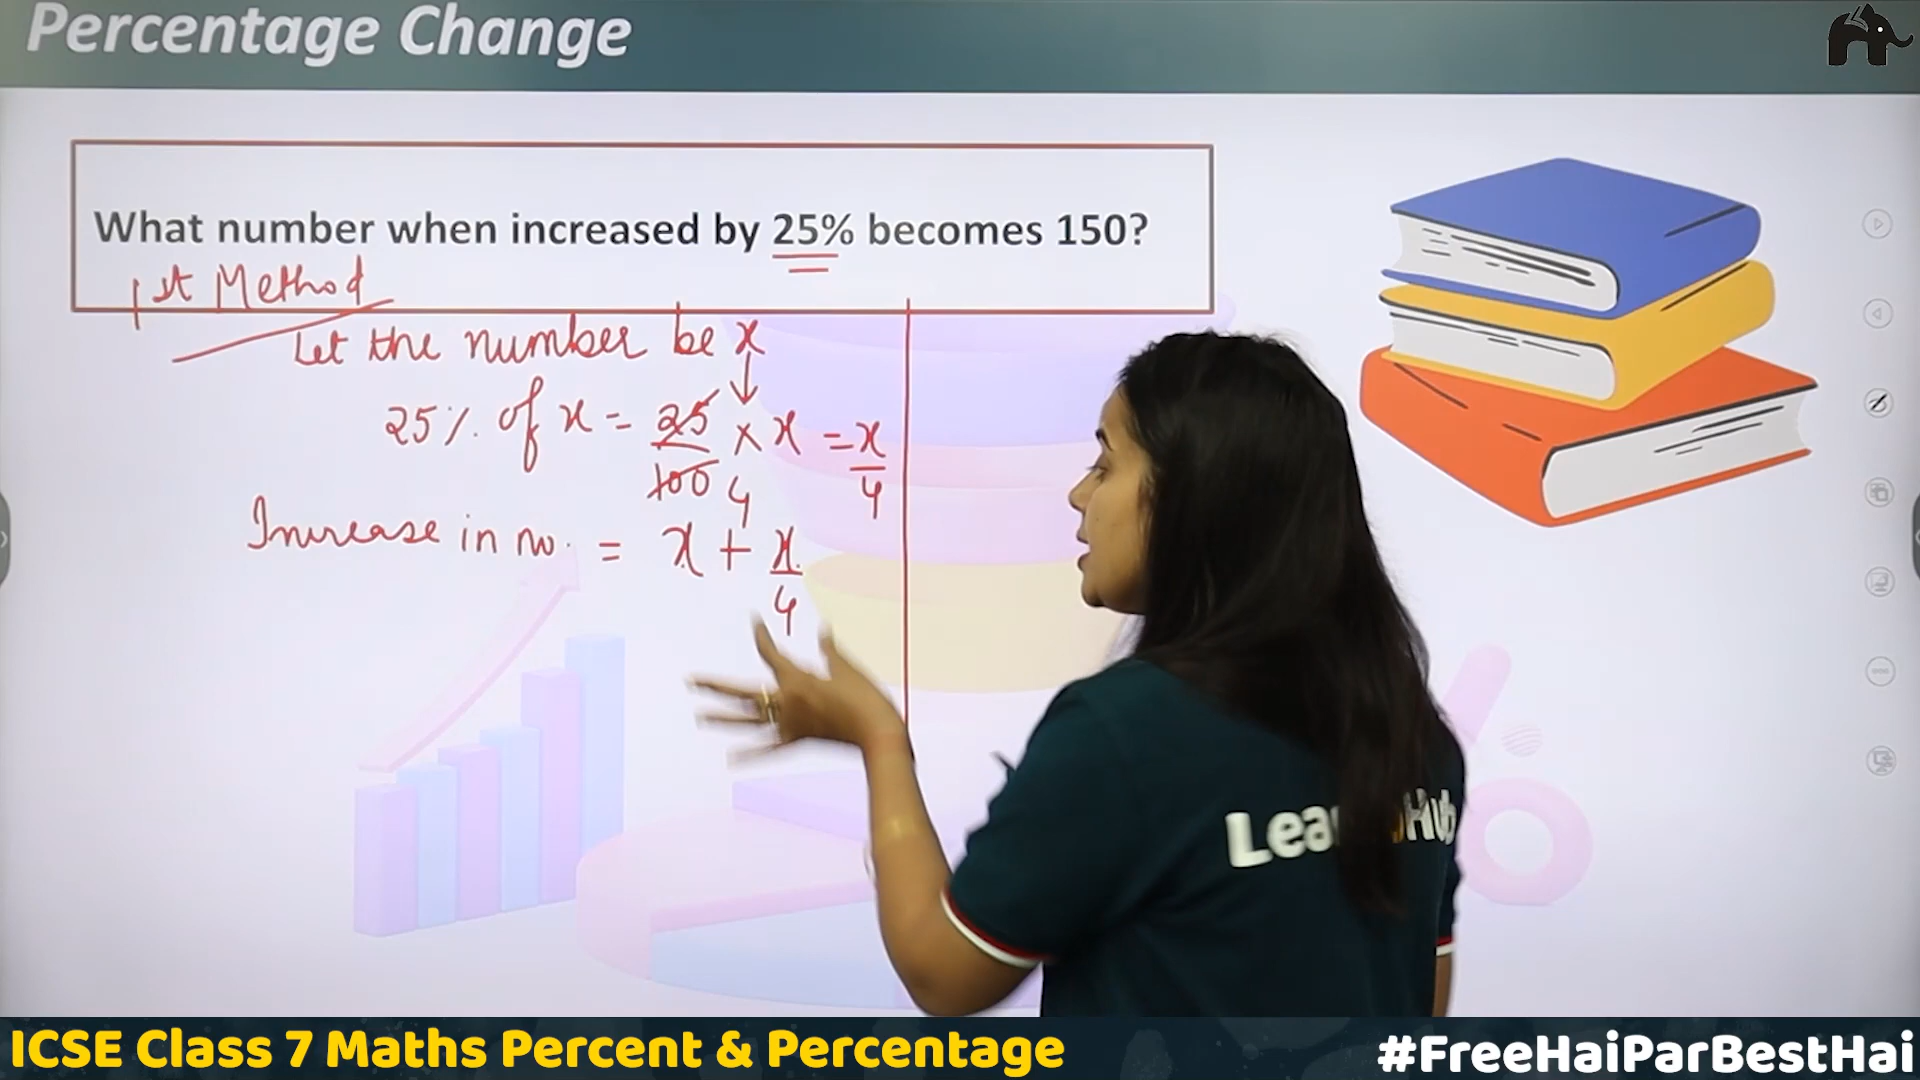 Percentage Change
What number when increased by 25% becomes 150?
1st Method
Let the number be x
25% of x = 25/100 × x = x/4
4
Increase in no. = x + x/4
ICSE Class 7 Maths Percent & Percentage
#FreeHaiParBestHai